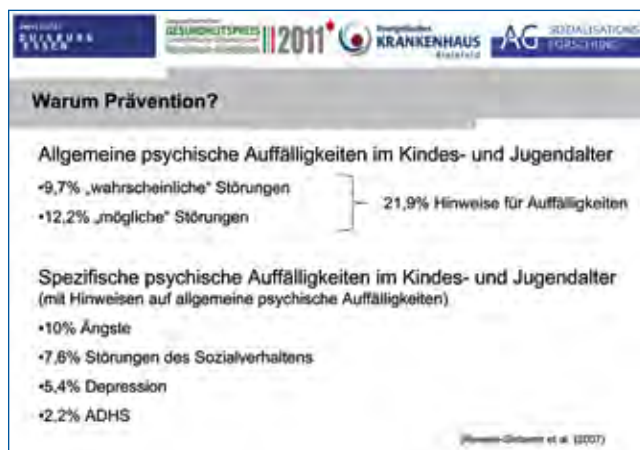 DUISBURG
ESSEN
GESUNDHEITSPREIS
2011
KRANKENHAUS
Bielefeld
AG SOZIALISATIONS
FORSCHUNG
Warum Prävention?
Allgemeine psychische Auffälligkeiten im Kindes- und Jugendalter
•9,7% „wahrscheinliche“ Störungen
•12,2% „mögliche“ Störungen
21,9% Hinweise für Auffälligkeiten
Spezifische psychische Auffälligkeiten im Kindes- und Jugendalter
(mit Hinweisen auf allgemeine psychische Auffälligkeiten)
•10% Ängste
•7,6% Störungen des Sozialverhaltens
•5,4% Depression
•2,2% ADHS
et al. (2007)